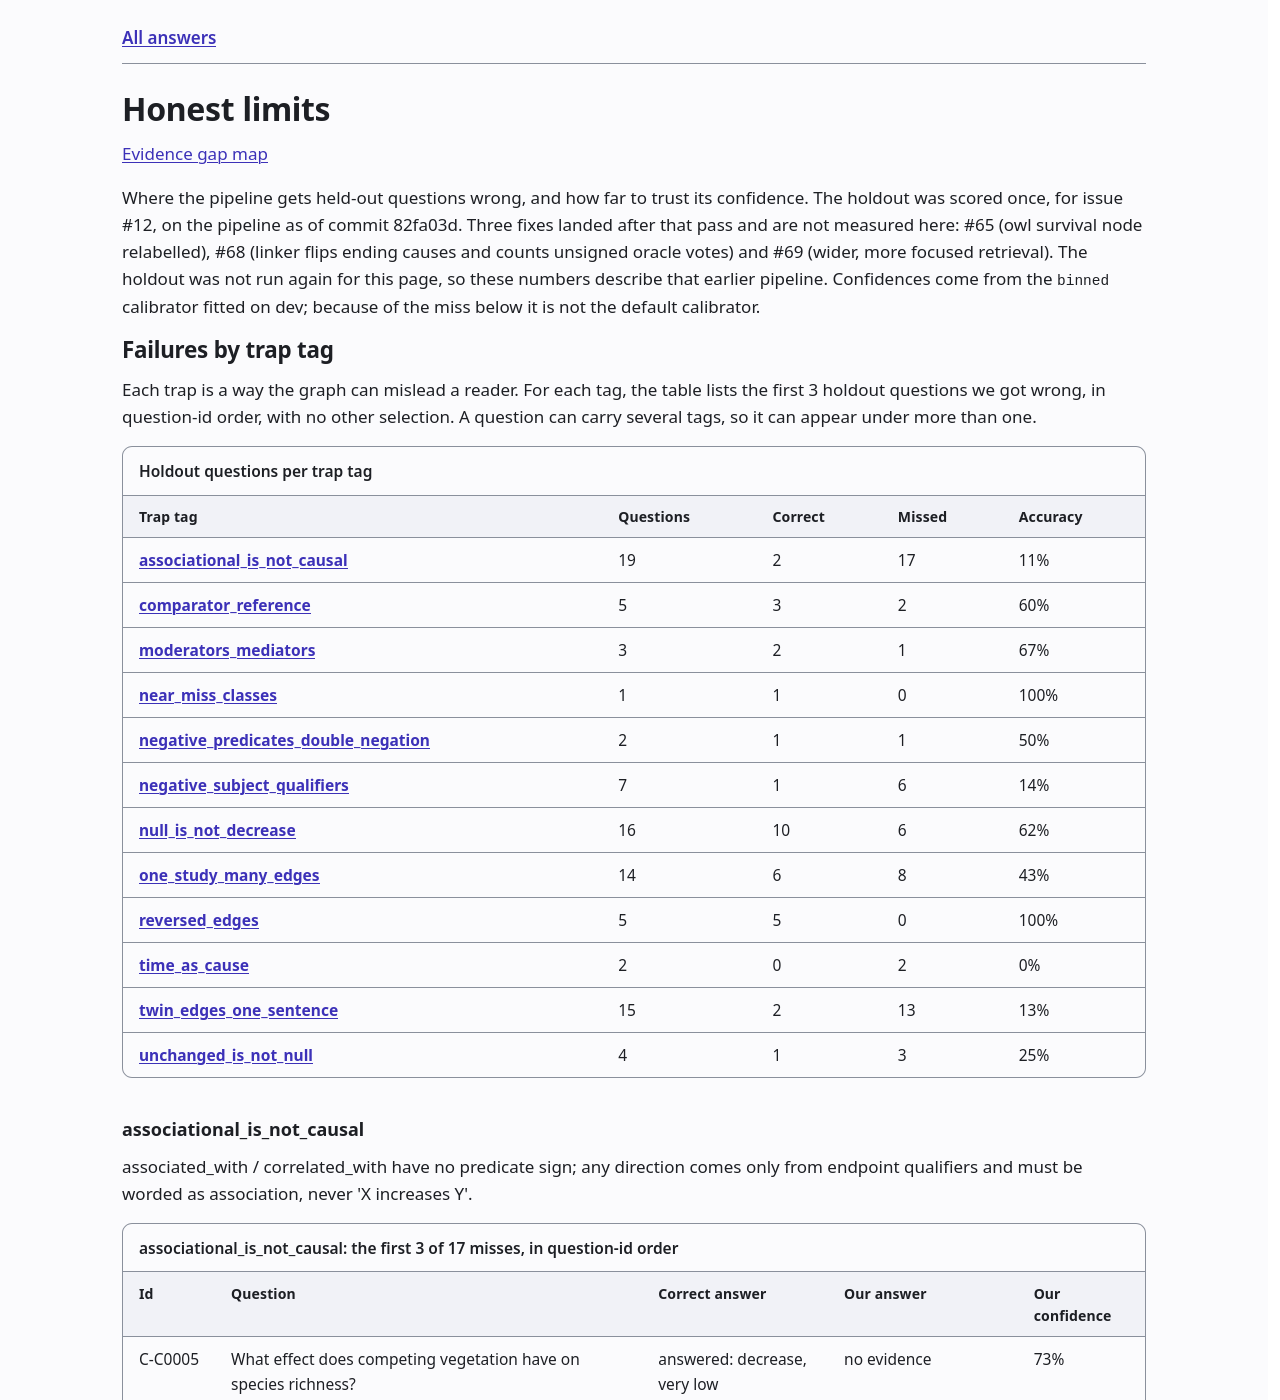 All answers
Honest limits
Evidence gap map
Where the pipeline gets held-out questions wrong, and how far to trust its confidence. The holdout was scored once, for issue
#12, on the pipeline as of commit 82fa03d. Three fixes landed after that pass and are not measured here: #65 (owl survival node
relabelled), #68 (linker flips ending causes and counts unsigned oracle votes) and #69 (wider, more focused retrieval). The
holdout was not run again for this page, so these numbers describe that earlier pipeline. Confidences come from the binned
calibrator fitted on dev; because of the miss below it is not the default calibrator.
Failures by trap tag
Each trap is a way the graph can mislead a reader. For each tag, the table lists the first 3 holdout questions we got wrong, in
question-id order, with no other selection. A question can carry several tags, so it can appear under more than one.
Holdout questions per trap tag
Trap tag Questions Correct Missed Accuracy
associational_is_not_causal 19 2 17 11%
comparator_reference 5 3 2 60%
moderators_mediators 3 2 1 67%
near_miss_classes 1 1 0 100%
negative_predicates_double_negation 2 1 1 50%
negative_subject_qualifiers 7 1 6 14%
null_is_not_decrease 16 10 6 62%
one_study_many_edges 14 6 8 43%
reversed_edges 5 5 0 100%
time_as_cause 2 0 2 0%
twin_edges_one_sentence 15 2 13 13%
unchanged_is_not_null 4 1 3 25%
associational_is_not_causal
associated_with / correlated_with have no predicate sign; any direction comes only from endpoint qualifiers and must be
worded as association, never 'X increases Y'.
associational_is_not_causal: the first 3 of 17 misses, in question-id order
Id Question Correct answer Our answer Our
confidence
C-C0005 What effect does competing vegetation have on answered: decrease, no evidence 73%
species richness? very low